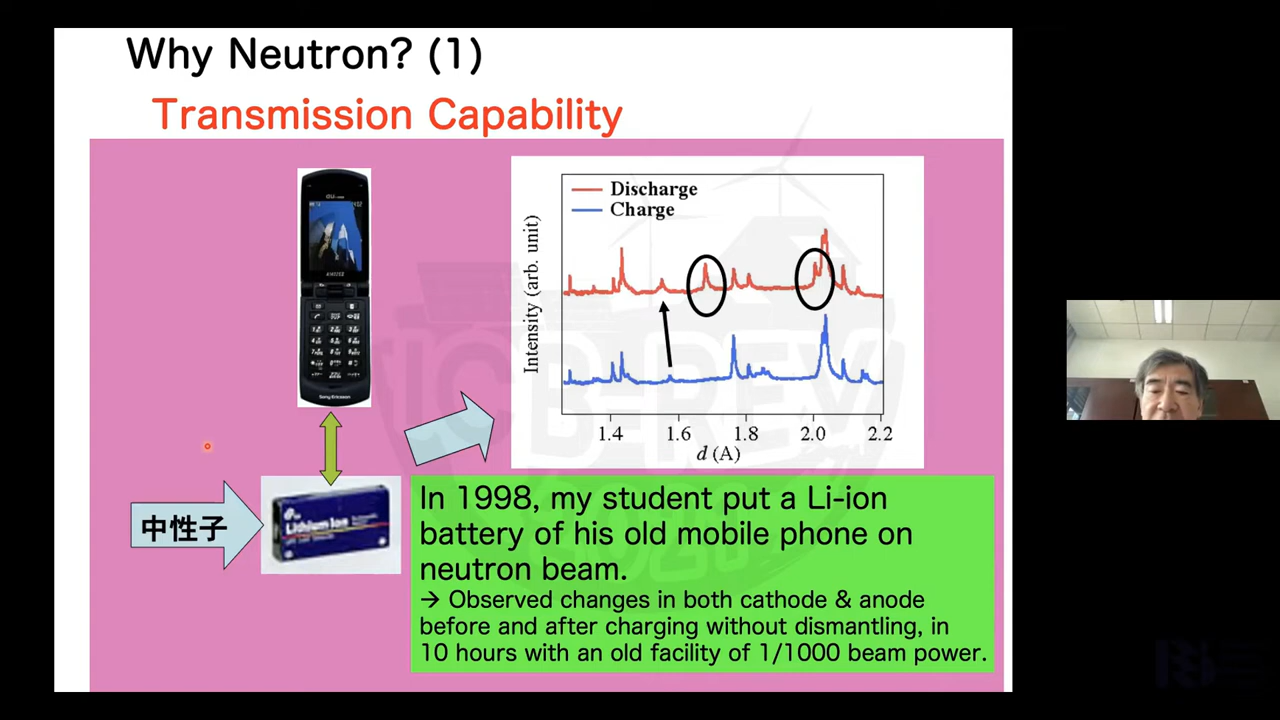 Why Neutron? (1)
Transmission Capability
Discharge
Charge
Intensity (arb. unit)
1.4 1.6 1.8 2.0 2.2
d (A)
Sony Ericsson
中性子
Lithium Ion
In 1998, my student put a Li-ion
battery of his old mobile phone on
neutron beam.
→ Observed changes in both cathode & anode
before and after charging without dismantling, in
10 hours with an old facility of 1/1000 beam power.